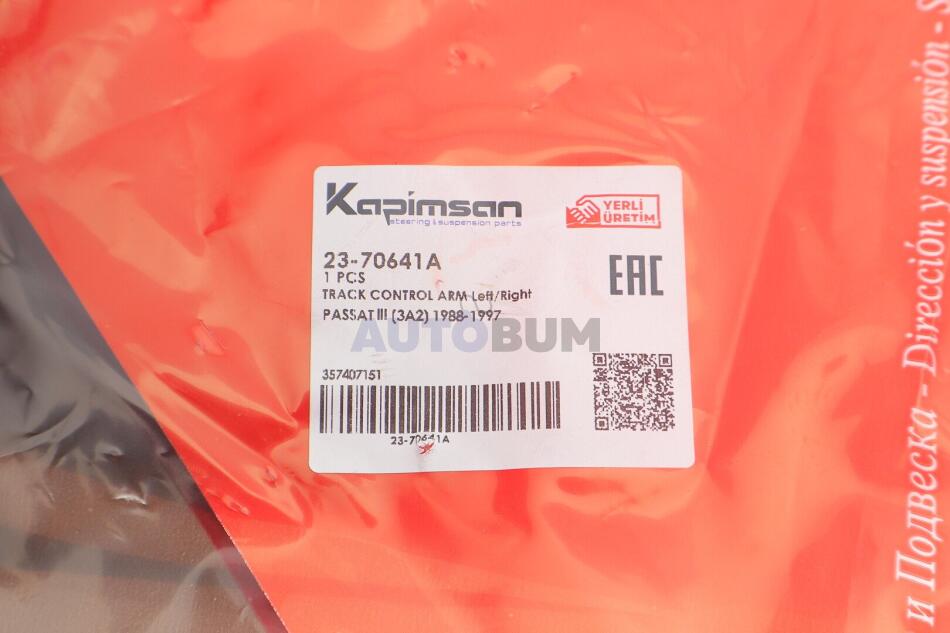 Kapimsan
steering & suspension parts
YERLİ
ÜRETİM
23-70641A
1 PCS
EAC
TRACK CONTROL ARM Left/Right
PASSAT III (3A2) 1988-1997
AUTOBUM
357407151
23-70641A
и Подвеска - Dirección y suspensión - S